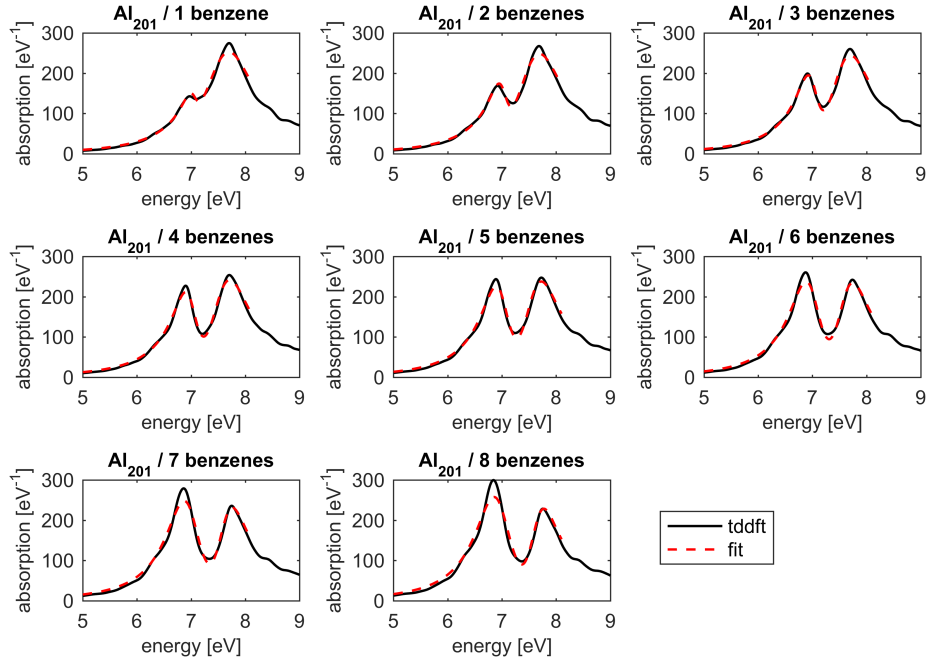 Al201 / 1 benzene
Al201 / 2 benzenes
Al201 / 3 benzenes
absorption [eV-1]
300
200
100
0
5 6 7 8 9
energy [eV]
absorption [eV-1]
300
200
100
0
5 6 7 8 9
energy [eV]
absorption [eV-1]
300
200
100
0
5 6 7 8 9
energy [eV]
Al201 / 4 benzenes
Al201 / 5 benzenes
Al201 / 6 benzenes
absorption [eV-1]
300
200
100
0
5 6 7 8 9
energy [eV]
absorption [eV-1]
300
200
100
0
5 6 7 8 9
energy [eV]
absorption [eV-1]
300
200
100
0
5 6 7 8 9
energy [eV]
Al201 / 7 benzenes
Al201 / 8 benzenes
absorption [eV-1]
300
200
100
0
5 6 7 8 9
energy [eV]
absorption [eV-1]
300
200
100
0
5 6 7 8 9
energy [eV]
tddft
fit